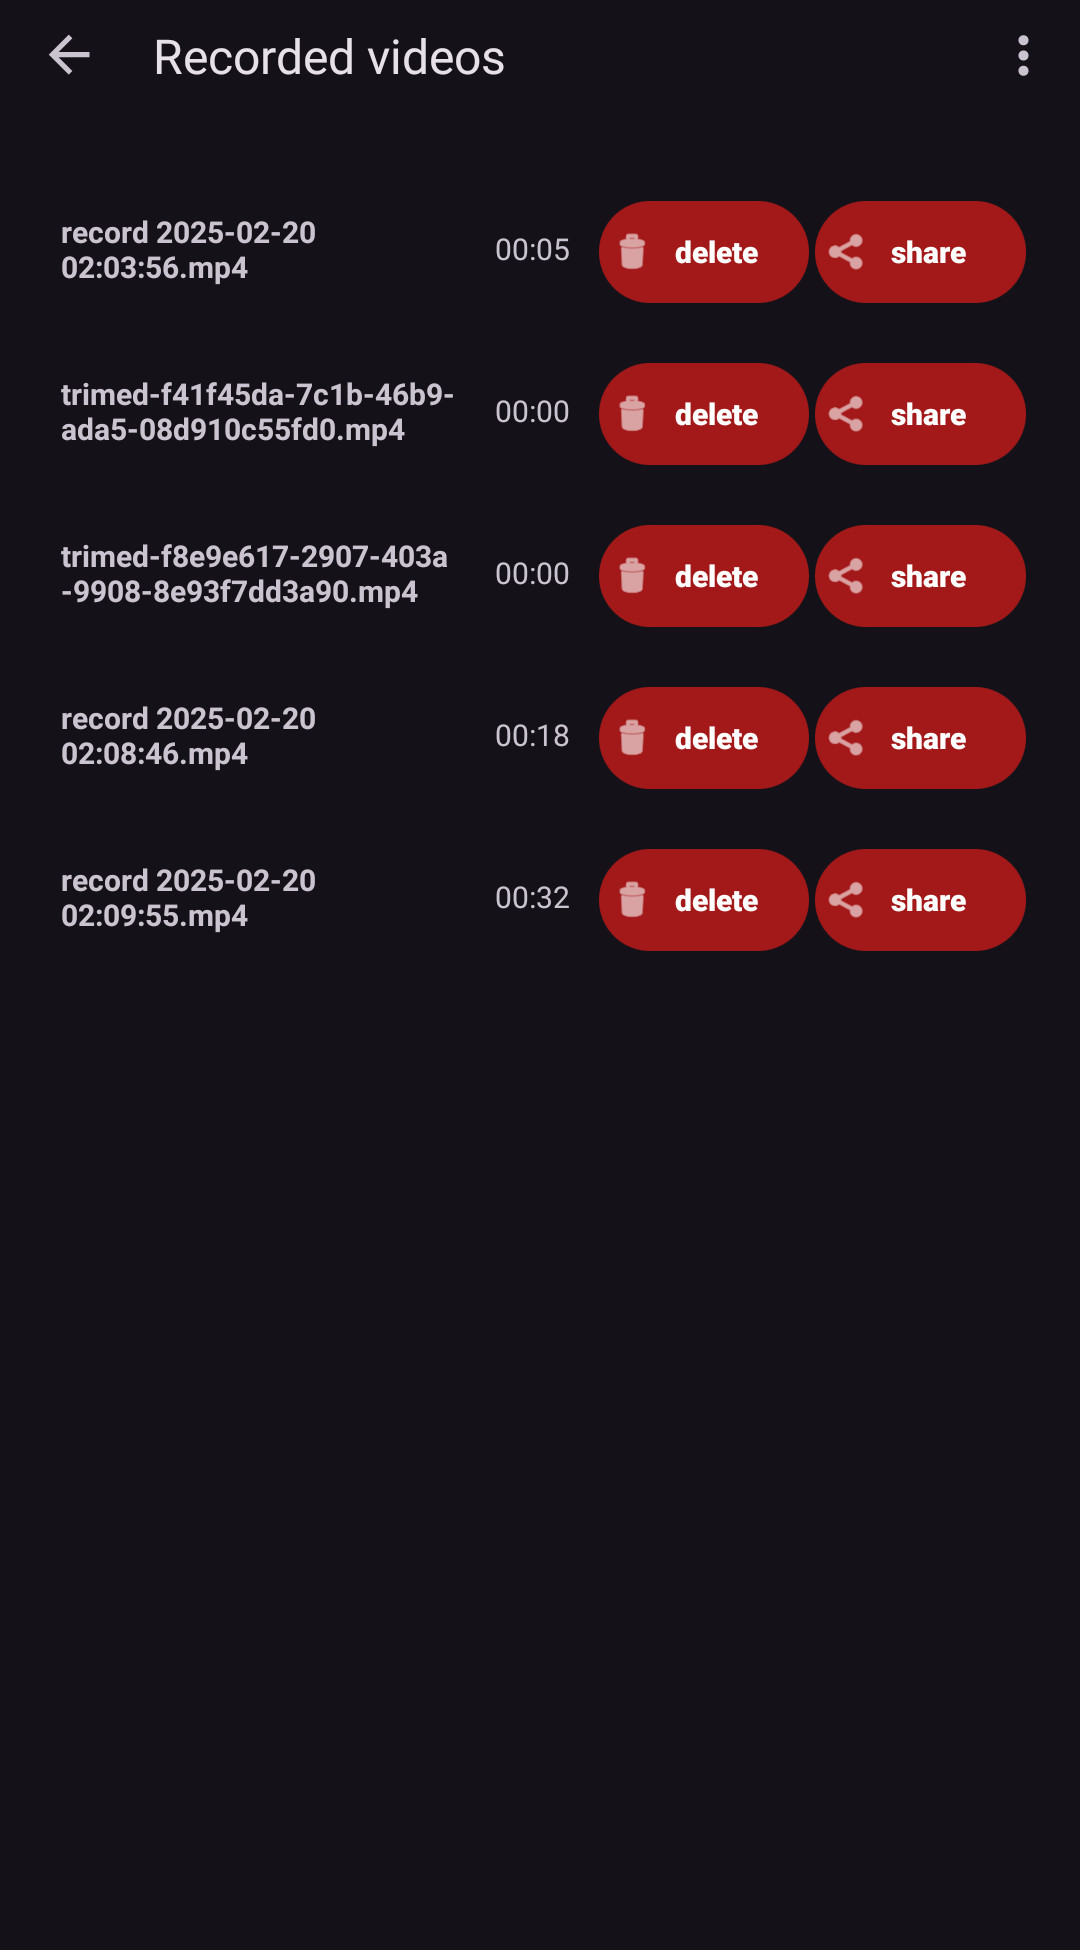 Recorded videos
record 2025-02-20
02:03:56.mp4
00:05
delete
share
trimed-f41f45da-7c1b-46b9-
ada5-08d910c55fd0.mp4
00:00
delete
share
trimed-f8e9e617-2907-403a
-9908-8e93f7dd3a90.mp4
00:00
delete
share
record 2025-02-20
02:08:46.mp4
00:18
delete
share
record 2025-02-20
02:09:55.mp4
00:32
delete
share